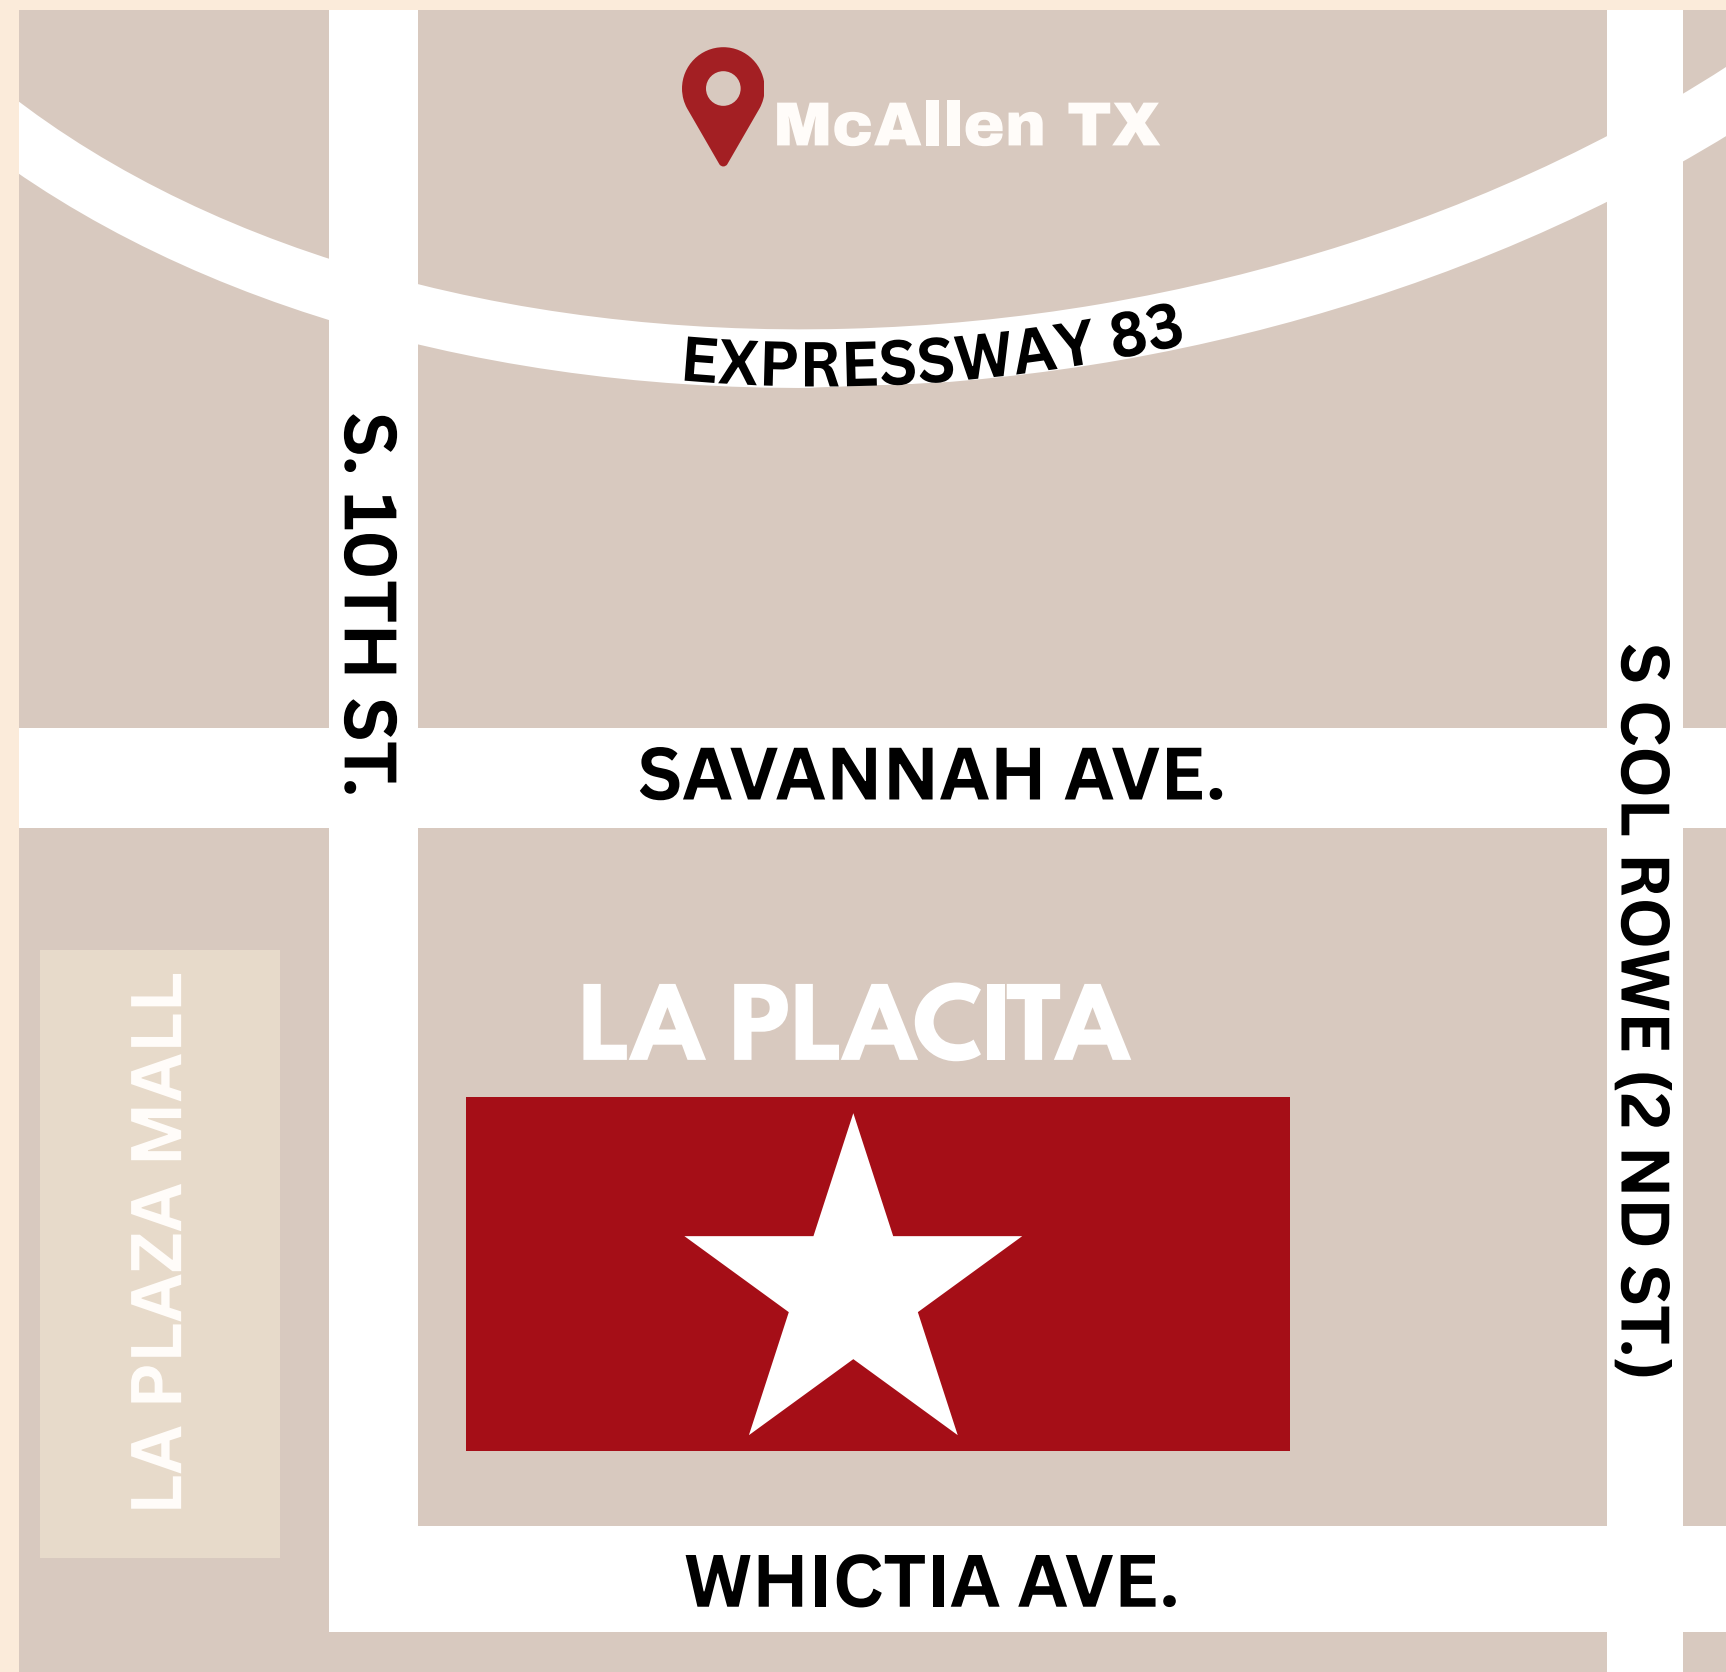 McAllen TX
EXPRESSWAY 83
S. 10TH ST.
SAVANNAH AVE.
S COL ROWE (2 ND ST.)
LA PLACITA
LA PLAZA MALL
WHICTIA AVE.